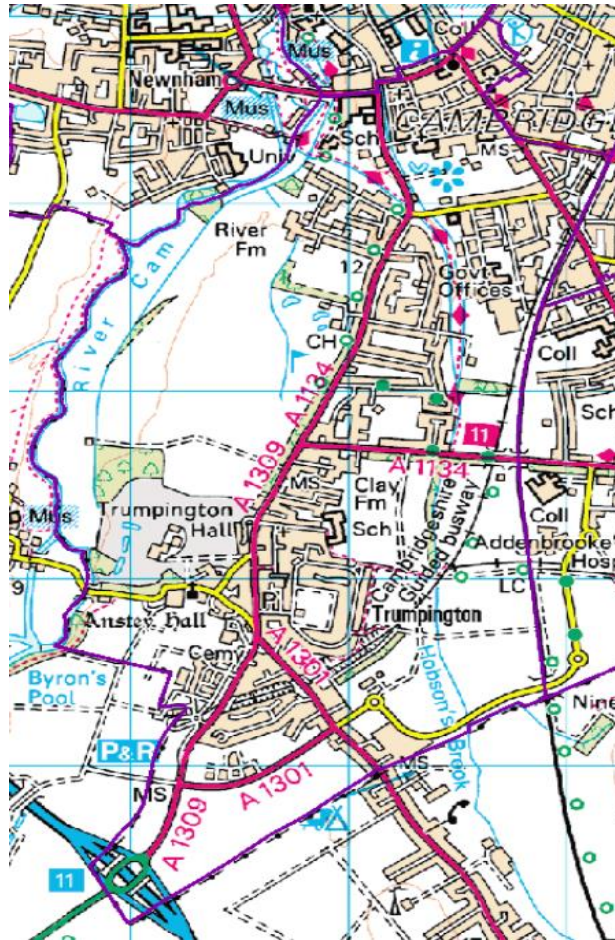 Coll
Mus
Newnham
Mus
Sch
CAMBRIDG
MS
Univ
River
Fm
River Cam
12
Govt
Offices
CH
Coll
A 1134
Sch
11
A 1309
A 1134
MS
Clay
Fm
Trumpington
Hall
Sch
Coll
Mus
Cambridgeshire
Guided busway
Addenbrooke's
Hosp
9
LC
P
Trumpington
Anstey Hall
Cemy
A 1301
Hobson's Brook
Byron's
Pool
Nine
P&R
MS
A 1301
MS
A 1309
11